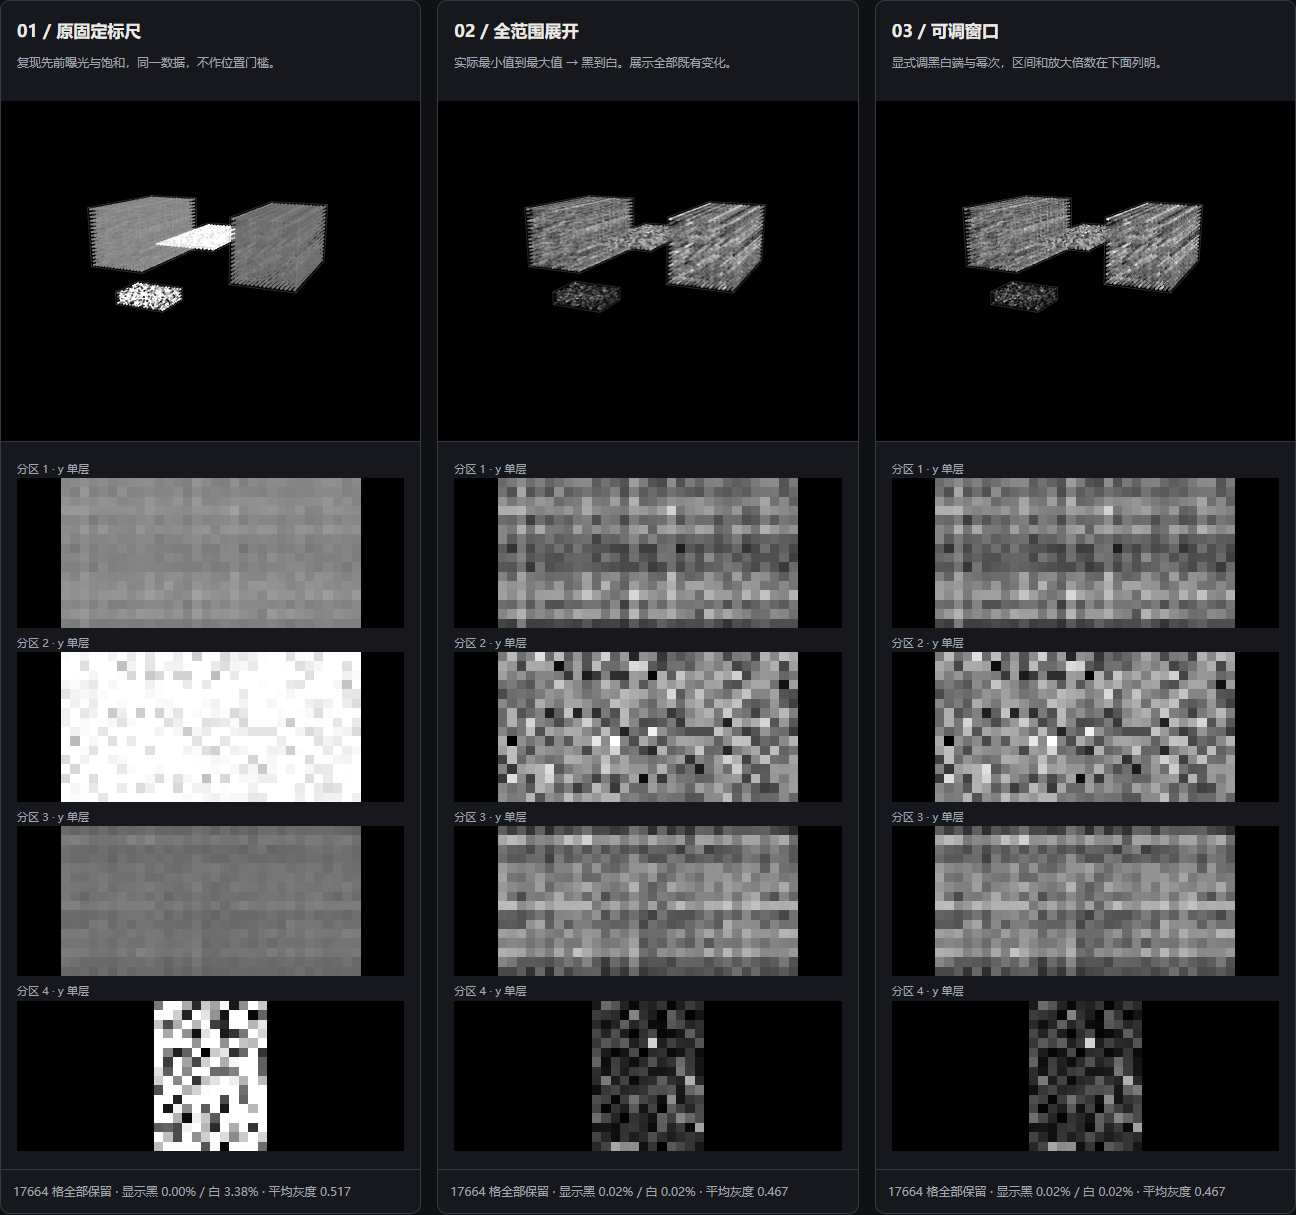 01 / 原固定标尺
复现先前曝光与饱和，同一数据，不作位置门槛。
分区 1 · y 单层
分区 2 · y 单层
分区 3 · y 单层
分区 4 · y 单层
17664 格全部保留 · 显示黑 0.00% / 白 3.38% · 平均灰度 0.517
02 / 全范围展开
实际最小值到最大值 → 黑到白。展示全部既有变化。
分区 1 · y 单层
分区 2 · y 单层
分区 3 · y 单层
分区 4 · y 单层
17664 格全部保留 · 显示黑 0.02% / 白 0.02% · 平均灰度 0.467
03 / 可调窗口
显式调黑白端与幂次，区间和放大倍数在下面列明。
分区 1 · y 单层
分区 2 · y 单层
分区 3 · y 单层
分区 4 · y 单层
17664 格全部保留 · 显示黑 0.02% / 白 0.02% · 平均灰度 0.467